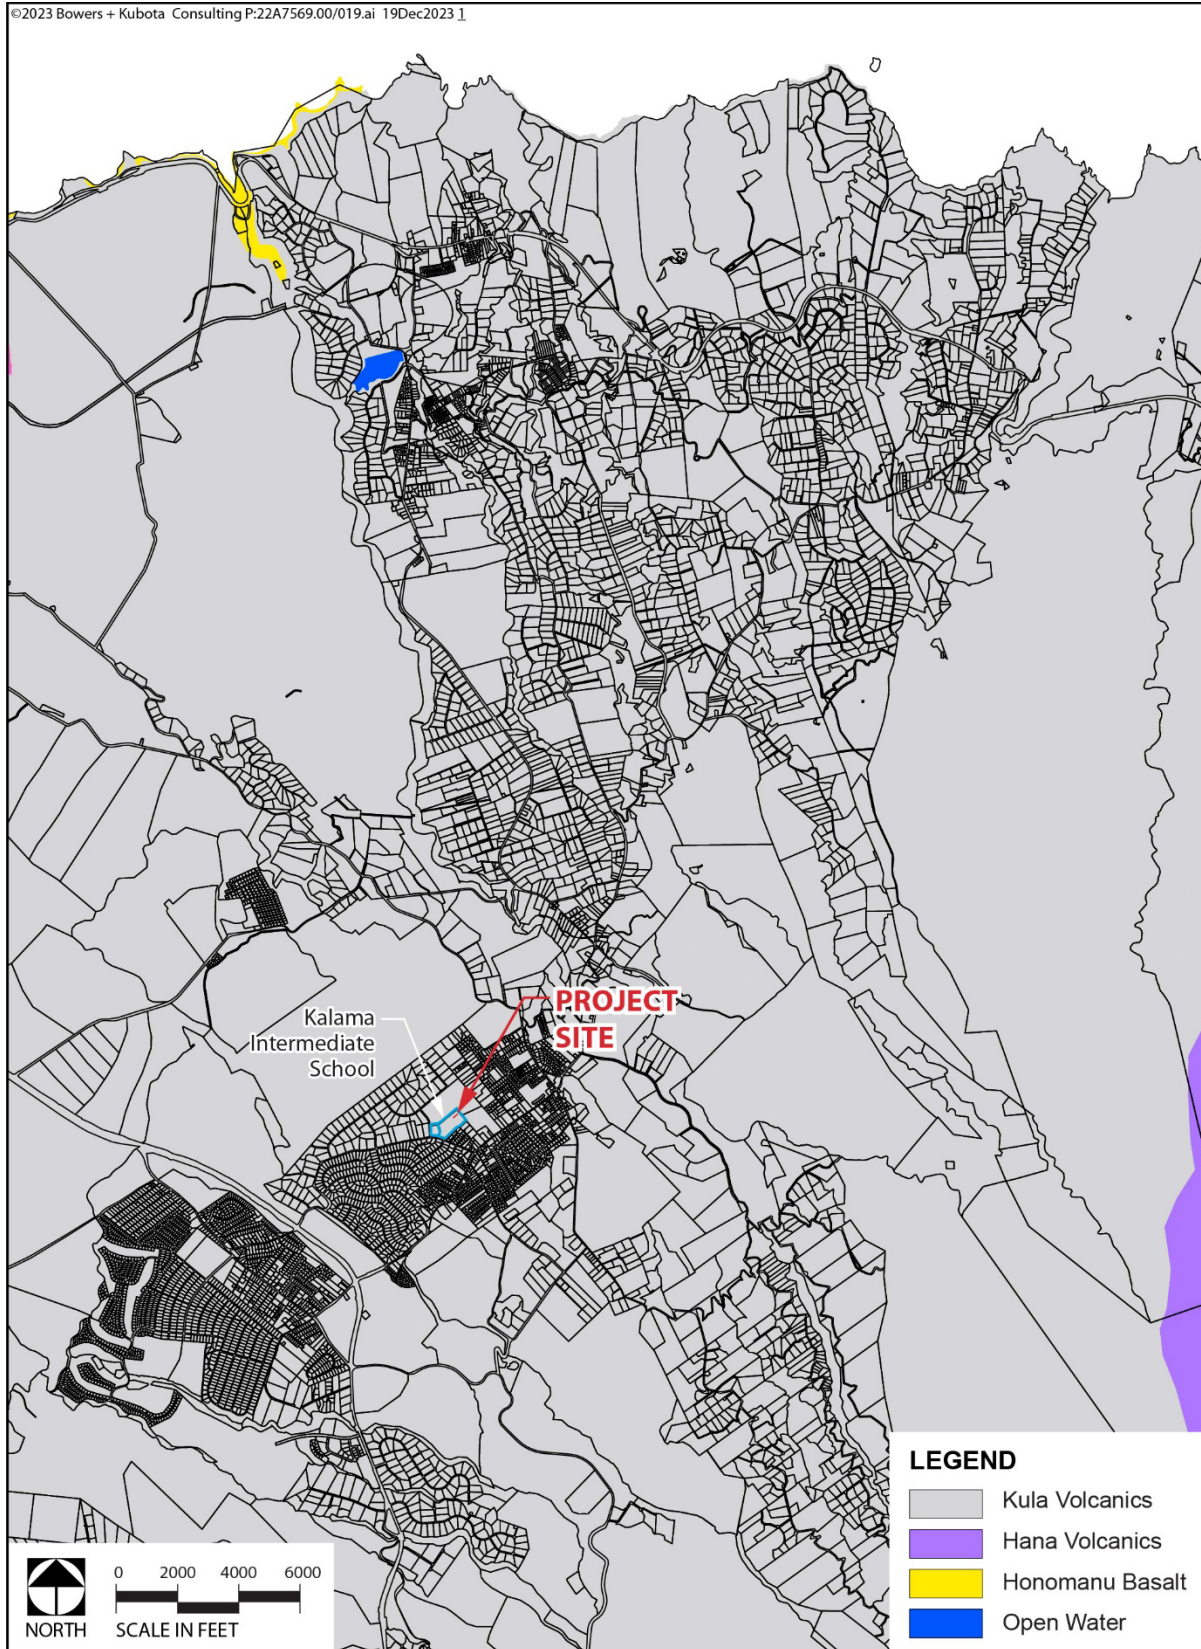 ©2023 Bowers + Kubota Consulting P:22A7569.00/019.ai 19Dec2023 1
PROJECT
SITE
Kalama
Intermediate
School
LEGEND
Kula Volcanics
Hana Volcanics
Honomanu Basalt
Open Water
0 2000 4000 6000
NORTH SCALE IN FEET